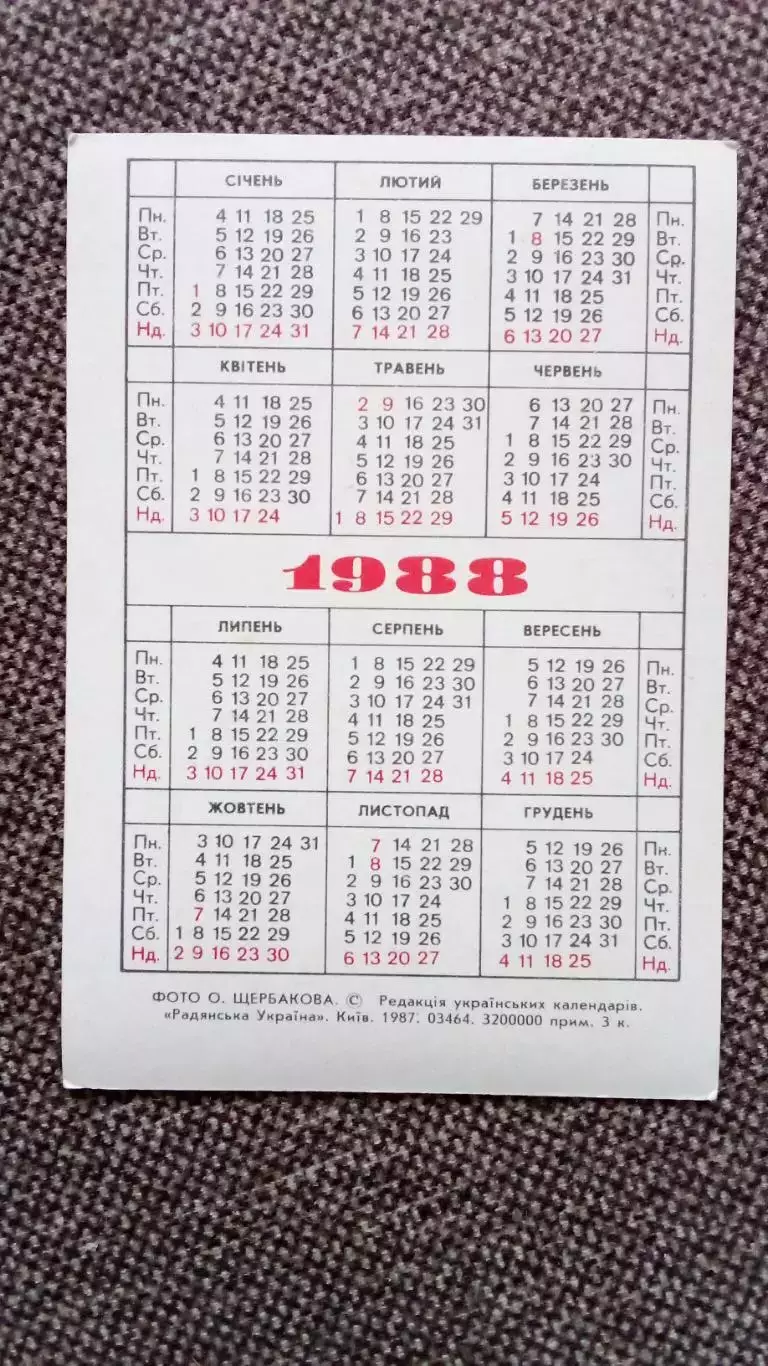 СІЧЕНЬ ЛЮТИЙ БЕРЕЗЕНЬ
Пн. 4 11 18 25 1 8 15 22 29 7 14 21 28 Пн.
Вт. 5 12 19 26 2 9 16 23 1 8 15 22 29 Вт.
Ср. 6 13 20 27 3 10 17 24 2 9 16 23 30 Ср.
Чт. 7 14 21 28 4 11 18 25 3 10 17 24 31 Чт.
Пт. 1 8 15 22 29 5 12 19 26 4 11 18 25 Пт.
Сб. 2 9 16 23 30 6 13 20 27 5 12 19 26 Сб.
Нд. 3 10 17 24 31 7 14 21 28 6 13 20 27 Нд.
КВІТЕНЬ ТРАВЕНЬ ЧЕРВЕНЬ
Пн. 4 11 18 25 2 9 16 23 30 6 13 20 27 Пн.
Вт. 5 12 19 26 3 10 17 24 31 7 14 21 28 Вт.
Ср. 6 13 20 27 4 11 18 25 1 8 15 22 29 Ср.
Чт. 7 14 21 28 5 12 19 26 2 9 16 23 30 Чт.
Пт. 1 8 15 22 29 6 13 20 27 3 10 17 24 Пт.
Сб. 2 9 16 23 30 7 14 21 28 4 11 18 25 Сб.
Нд. 3 10 17 24 1 8 15 22 29 5 12 19 26 Нд.
1988
ЛИПЕНЬ СЕРПЕНЬ ВЕРЕСЕНЬ
Пн. 4 11 18 25 1 8 15 22 29 5 12 19 26 Пн.
Вт. 5 12 19 26 2 9 16 23 30 6 13 20 27 Вт.
Ср. 6 13 20 27 3 10 17 24 31 7 14 21 28 Ср.
Чт. 7 14 21 28 4 11 18 25 1 8 15 22 29 Чт.
Пт. 1 8 15 22 29 5 12 19 26 2 9 16 23 30 Пт.
Сб. 2 9 16 23 30 6 13 20 27 3 10 17 24 Сб.
Нд. 3 10 17 24 31 7 14 21 28 4 11 18 25 Нд.
ЖОВТЕНЬ ЛИСТОПАД ГРУДЕНЬ
Пн. 3 10 17 24 31 7 14 21 28 5 12 19 26 Пн.
Вт. 4 11 18 25 1 8 15 22 29 6 13 20 27 Вт.
Ср. 5 12 19 26 2 9 16 23 30 7 14 21 28 Ср.
Чт. 6 13 20 27 3 10 17 24 1 8 15 22 29 Чт.
Пт. 7 14 21 28 4 11 18 25 2 9 16 23 30 Пт.
Сб. 1 8 15 22 29 5 12 19 26 3 10 17 24 31 Сб.
Нд. 2 9 16 23 30 6 13 20 27 4 11 18 25 Нд.
ФОТО О. ЩЕРБАКОВА. © Редакція українських календарів.
«Радянська Україна». Київ. 1987. 03464. 3200000 прим. 3 к.